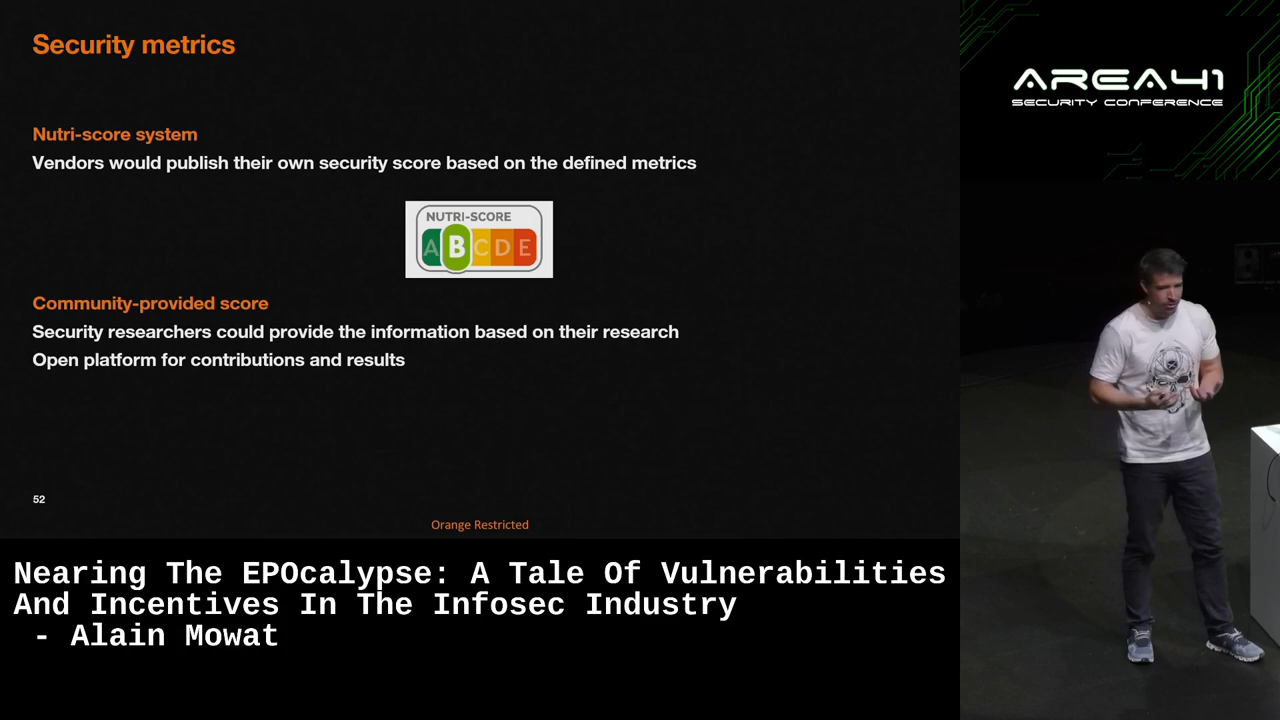 Security metrics
Nutri-score system
Vendors would publish their own security score based on the defined metrics
NUTRI-SCORE
A B C D E
Community-provided score
Security researchers could provide the information based on their research
Open platform for contributions and results
52
Orange Restricted
AREA41
SECURITY CONFERENCE
Nearing The EPOcalypse: A Tale Of Vulnerabilities
And Incentives In The Infosec Industry
- Alain Mowat